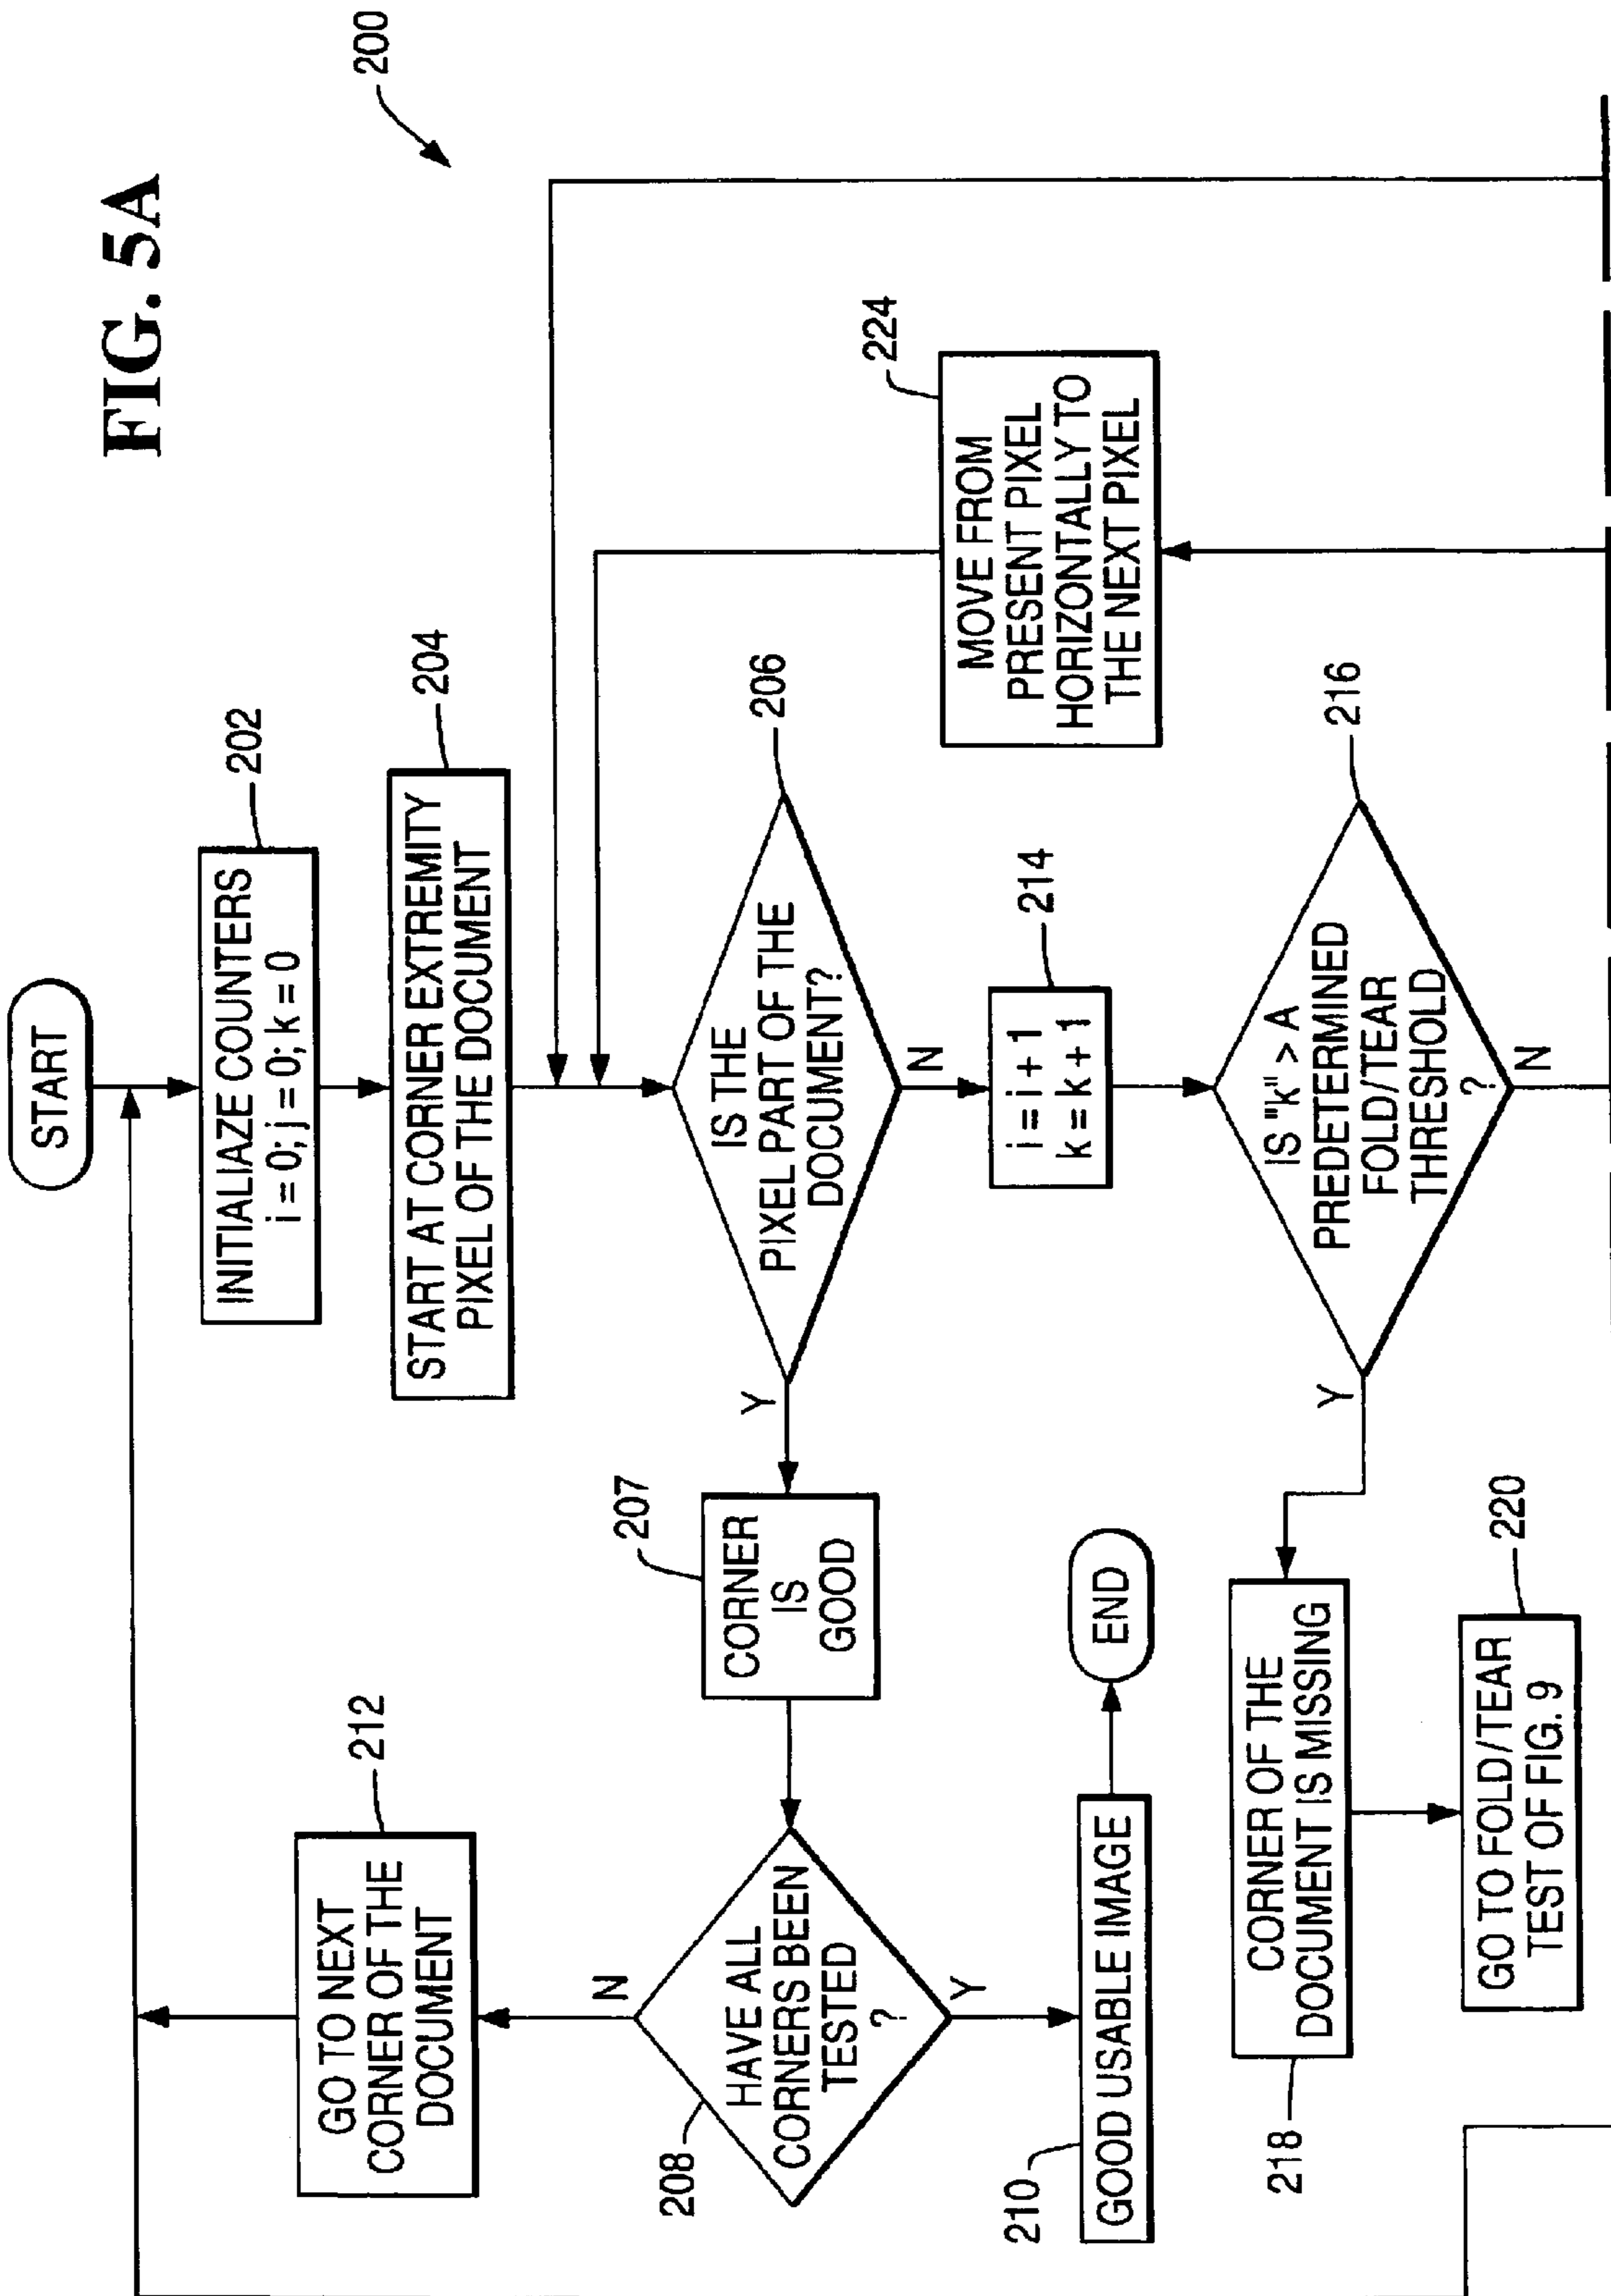 FIG. 5A
200
START
INITIALIAZE COUNTERS
i = 0; j = 0; k = 0
202
START AT CORNER EXTREMITY
PIXEL OF THE DOCUMENT
204
IS THE
PIXEL PART OF THE
DOCUMENT?
206
Y
N
CORNER
IS
GOOD
207
HAVE ALL
CORNERS BEEN
TESTED
?
208
N
Y
GO TO NEXT
CORNER OF THE
DOCUMENT
212
GOOD USABLE IMAGE
210
END
i = i + 1
k = k + 1
214
IS "k" > A
PREDETERMINED
FOLD/TEAR
THRESHOLD
?
216
Y
N
CORNER OF THE
DOCUMENT IS MISSING
218
GO TO FOLD/TEAR
TEST OF FIG. 9
220
MOVE FROM
PRESENT PIXEL
HORIZONTALLY TO
THE NEXT PIXEL
224